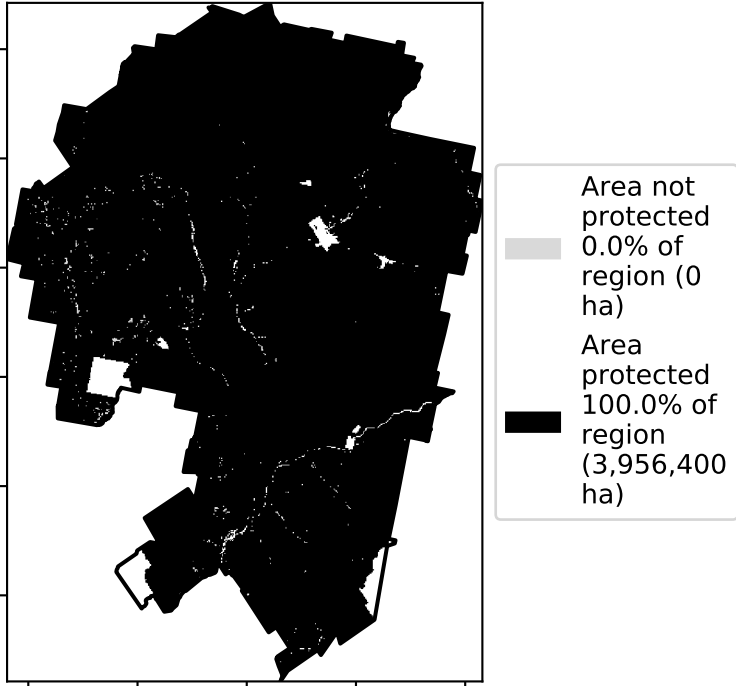 Area not
protected
0.0% of
region (0
ha)
Area
protected
100.0% of
region
(3,956,400
ha)